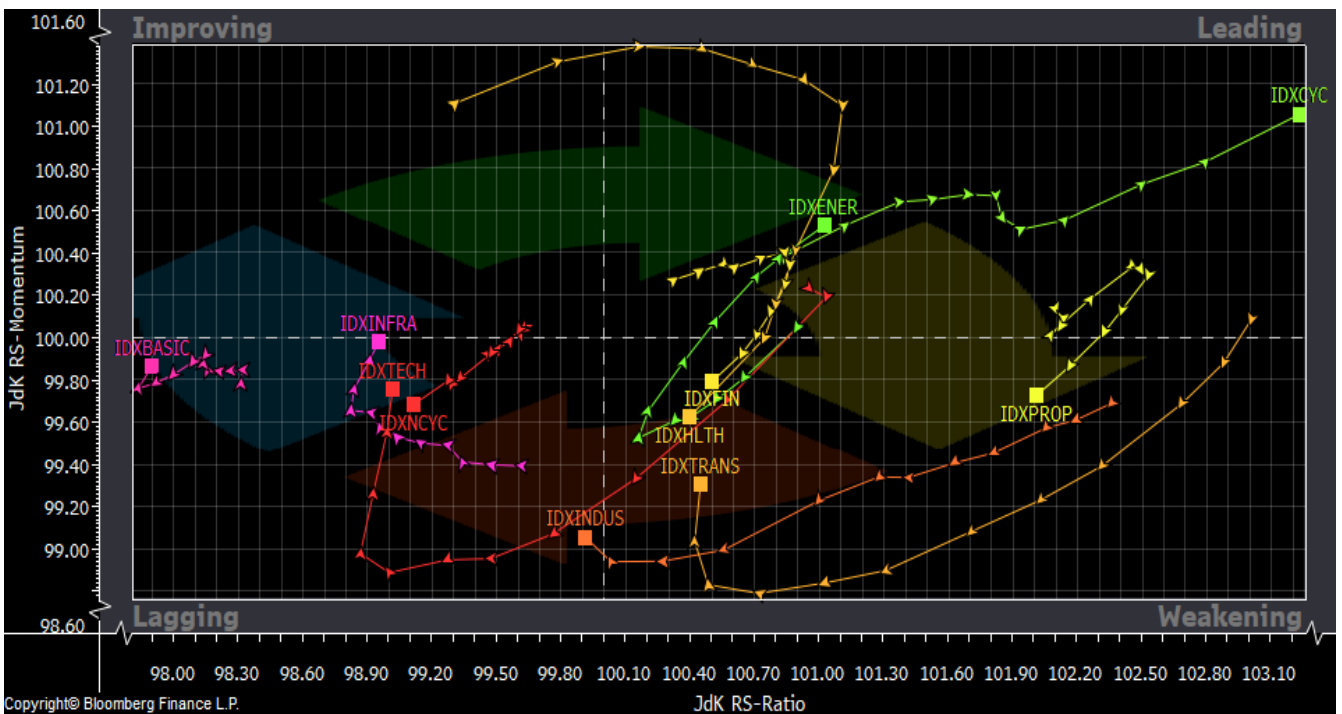 101.60
Improving
Leading
101.20
101.00
100.80
100.60
100.40
100.20
100.00
99.80
99.60
99.40
99.20
99.00
98.60
JdK RS-Momentum
IDXCYC
IDXENER
IDXINFRA
IDXBASIC
IDXTECH
IDXNCYC
IDXFIN
IDXPROP
IDXHLTH
IDXTRANS
IDXINDUS
Lagging
Weakening
98.00 98.30 98.60 98.90 99.20 99.50 99.80 100.10 100.40 100.70 101.00 101.30 101.60 101.90 102.20 102.50 102.80 103.10
Copyright© Bloomberg Finance L.P.
JdK RS-Ratio